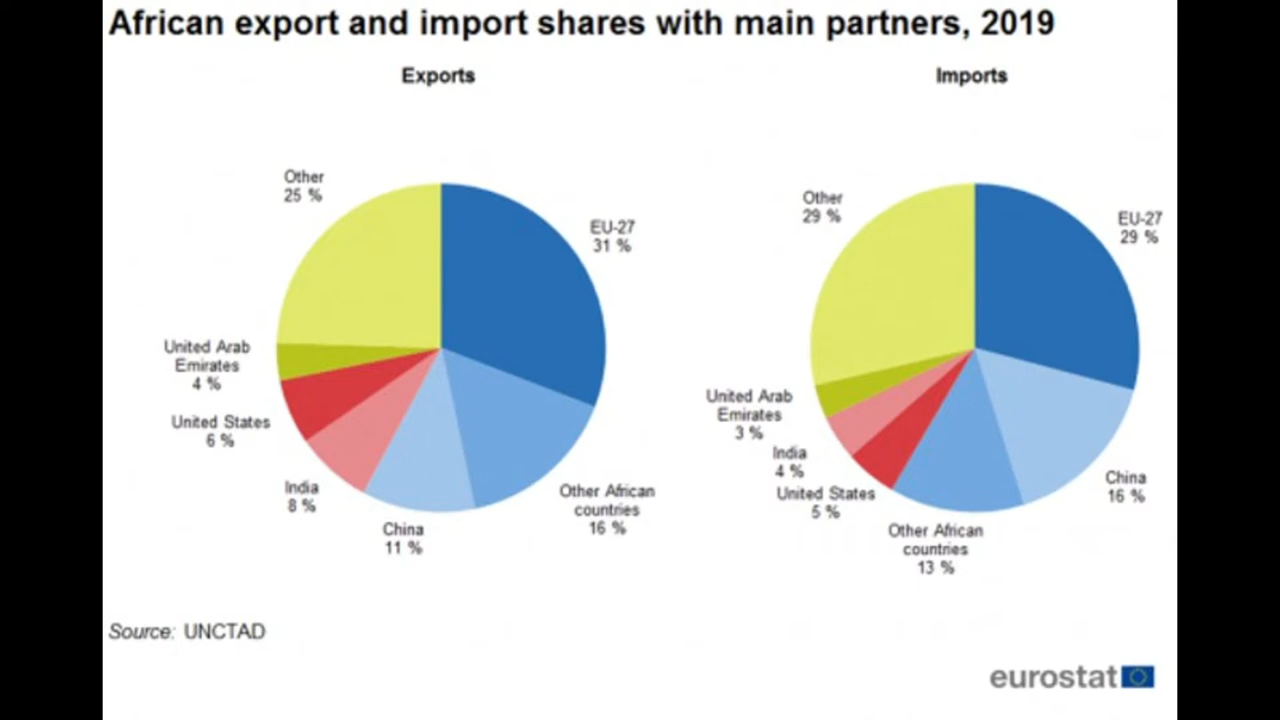 African export and import shares with main partners, 2019
Exports
Other
25 %
EU-27
31 %
United Arab
Emirates
4 %
United States
6 %
India
8 %
China
11 %
Other African
countries
16 %
Imports
Other
29 %
EU-27
29 %
United Arab
Emirates
3 %
India
4 %
United States
5 %
Other African
countries
13 %
China
16 %
Source: UNCTAD
eurostat